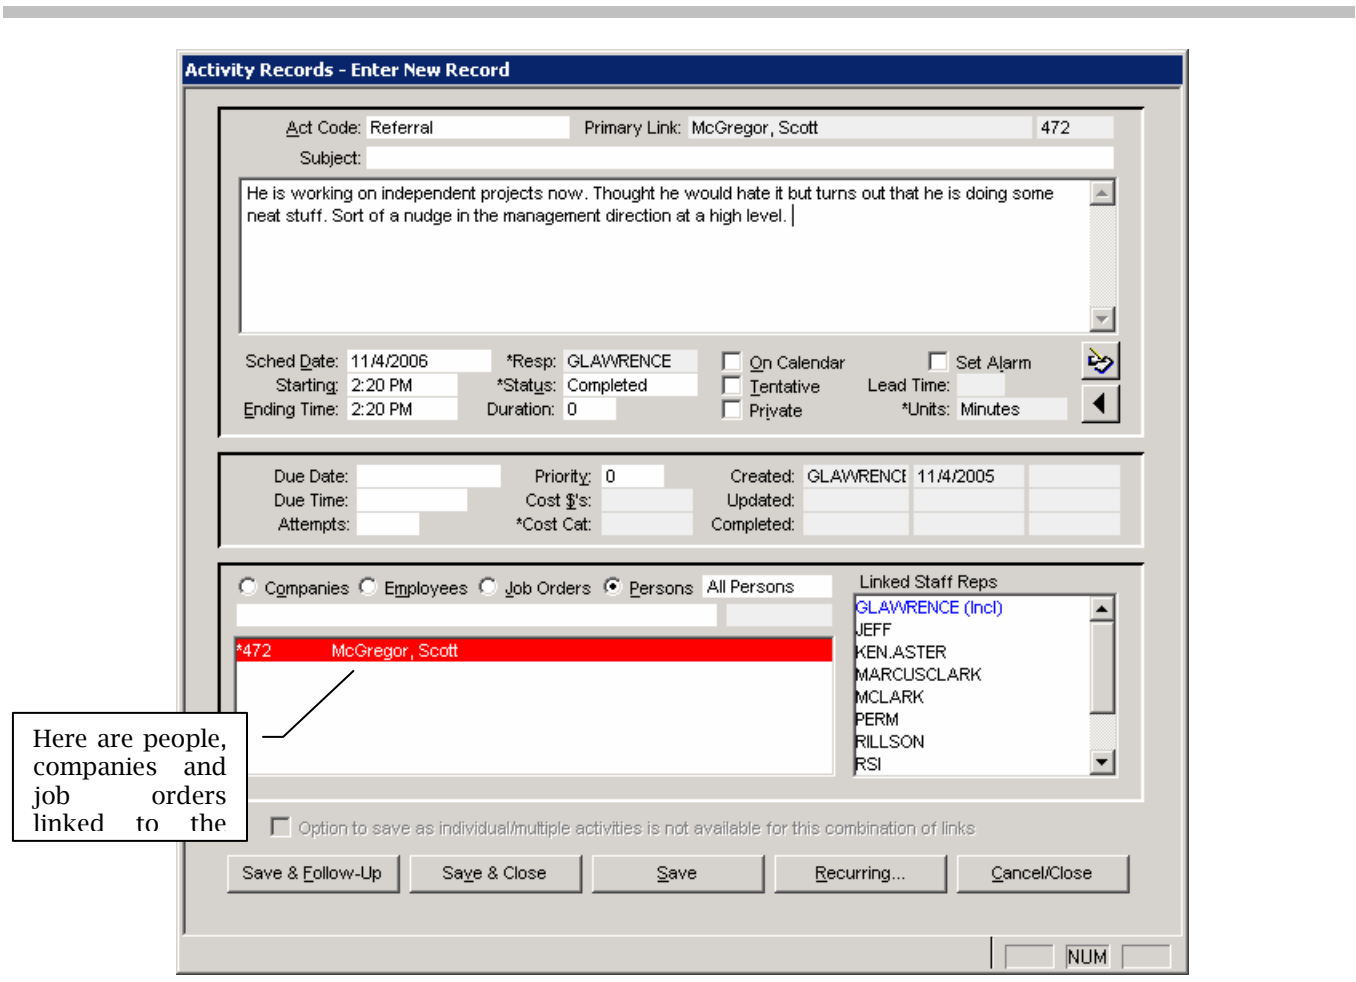 Activity Records - Enter New Record
Act Code: Referral Primary Link: McGregor, Scott 472
Subject:
He is working on independent projects now. Thought he would hate it but turns out that he is doing some
neat stuff. Sort of a nudge in the management direction at a high level.
Sched Date: 11/4/2006 *Resp: GLAWRENCE On Calendar Set Alarm
Starting: 2:20 PM *Status: Completed Tentative Lead Time:
Ending Time: 2:20 PM Duration: 0 Private *Units: Minutes
Due Date: Priority: 0 Created: GLAWRENCE 11/4/2005
Due Time: Cost $'s: Updated:
Attempts: *Cost Cat: Completed:
Companies Employees Job Orders Persons All Persons Linked Staff Reps
GLAWRENCE (Incl)
JEFF
*472 McGregor, Scott KEN.ASTER
MARCUSCLARK
MCLARK
PERM
RILLSON
RSI
Here are people,
companies and
job orders
linked to the
Option to save as individual/multiple activities is not available for this combination of links
Save & Follow-Up Save & Close Save Recurring... Cancel/Close
NUM